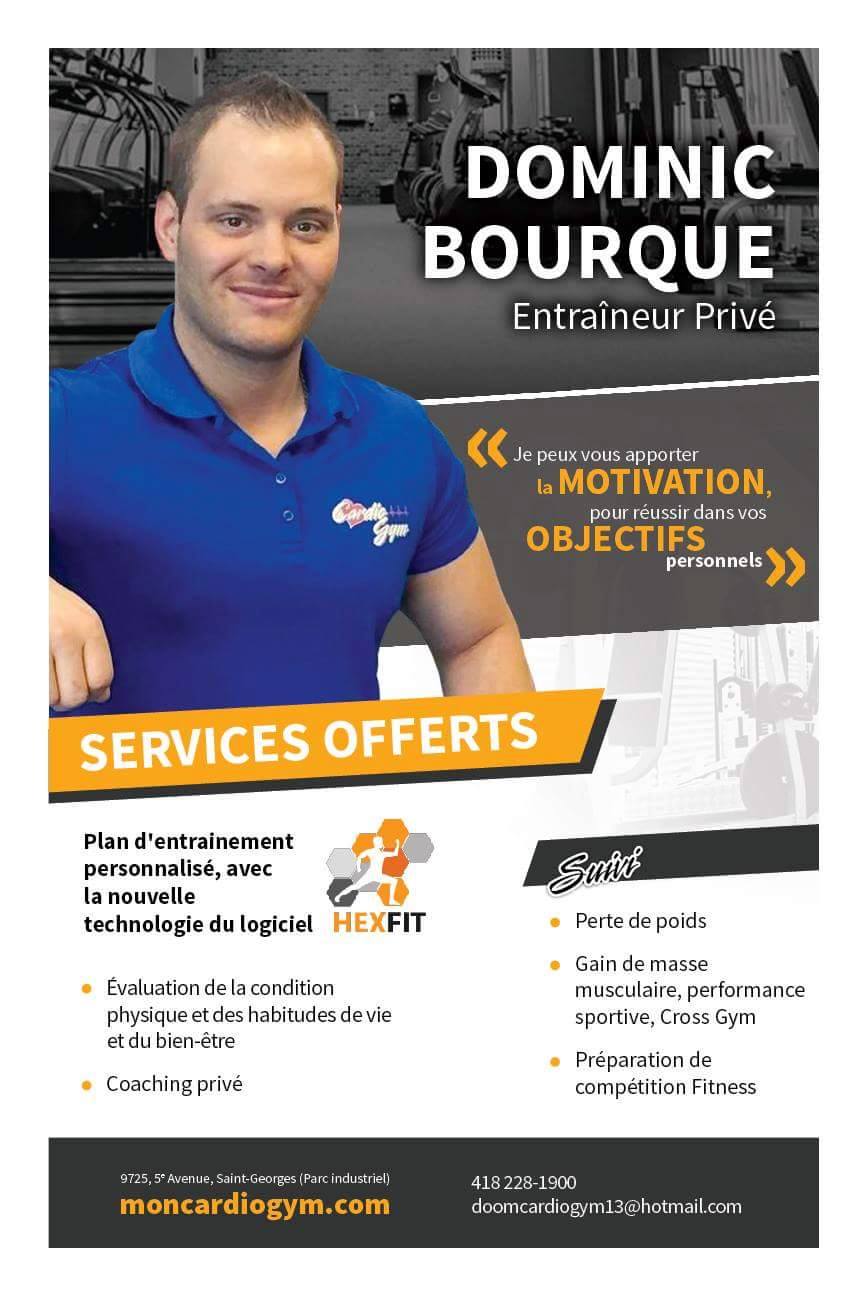 DOMINIC
BOURQUE
Entraîneur Privé
« Je peux vous apporter
la MOTIVATION,
pour réussir dans vos
OBJECTIFS
personnels »
Cardio
Gym
SERVICES OFFERTS
Plan d'entrainement
personnalisé, avec
la nouvelle
technologie du logiciel
HEXFIT
• Évaluation de la condition
physique et des habitudes de vie
et du bien-être
• Coaching privé
Suivi
• Perte de poids
• Gain de masse
musculaire, performance
sportive, Cross Gym
• Préparation de
compétition Fitness
9725, 5e Avenue, Saint-Georges (Parc industriel)
moncardiogym.com
418 228-1900
doomcardiogym13@hotmail.com